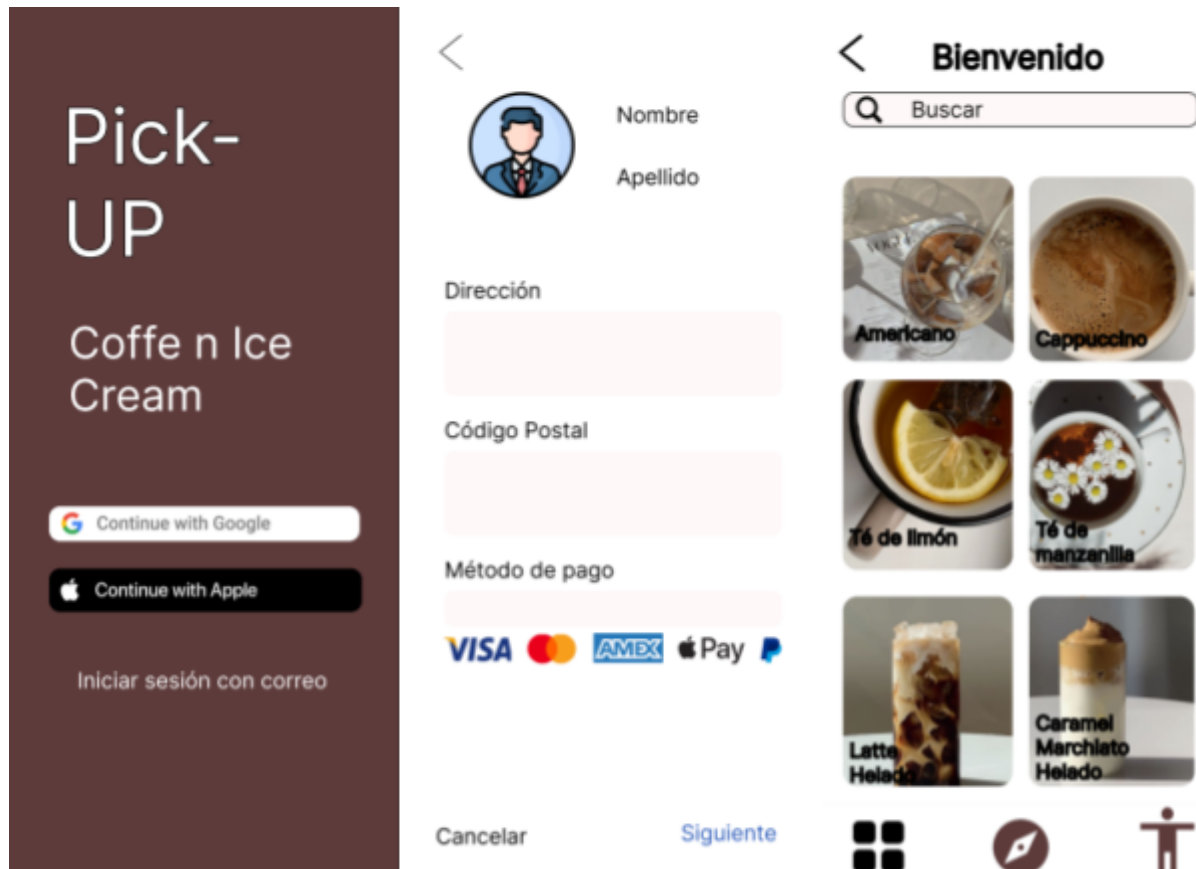 Pick-
UP
Coffe n Ice
Cream
Continue with Google
Continue with Apple
Iniciar sesión con correo
Nombre
Apellido
Dirección
Código Postal
Método de pago
VISA AMEX Pay
Cancelar Siguiente
Bienvenido
Buscar
Americano
Cappuccino
Té de limón
Té de
manzanilla
Latte
Helado
Caramel
Marchiato
Helado